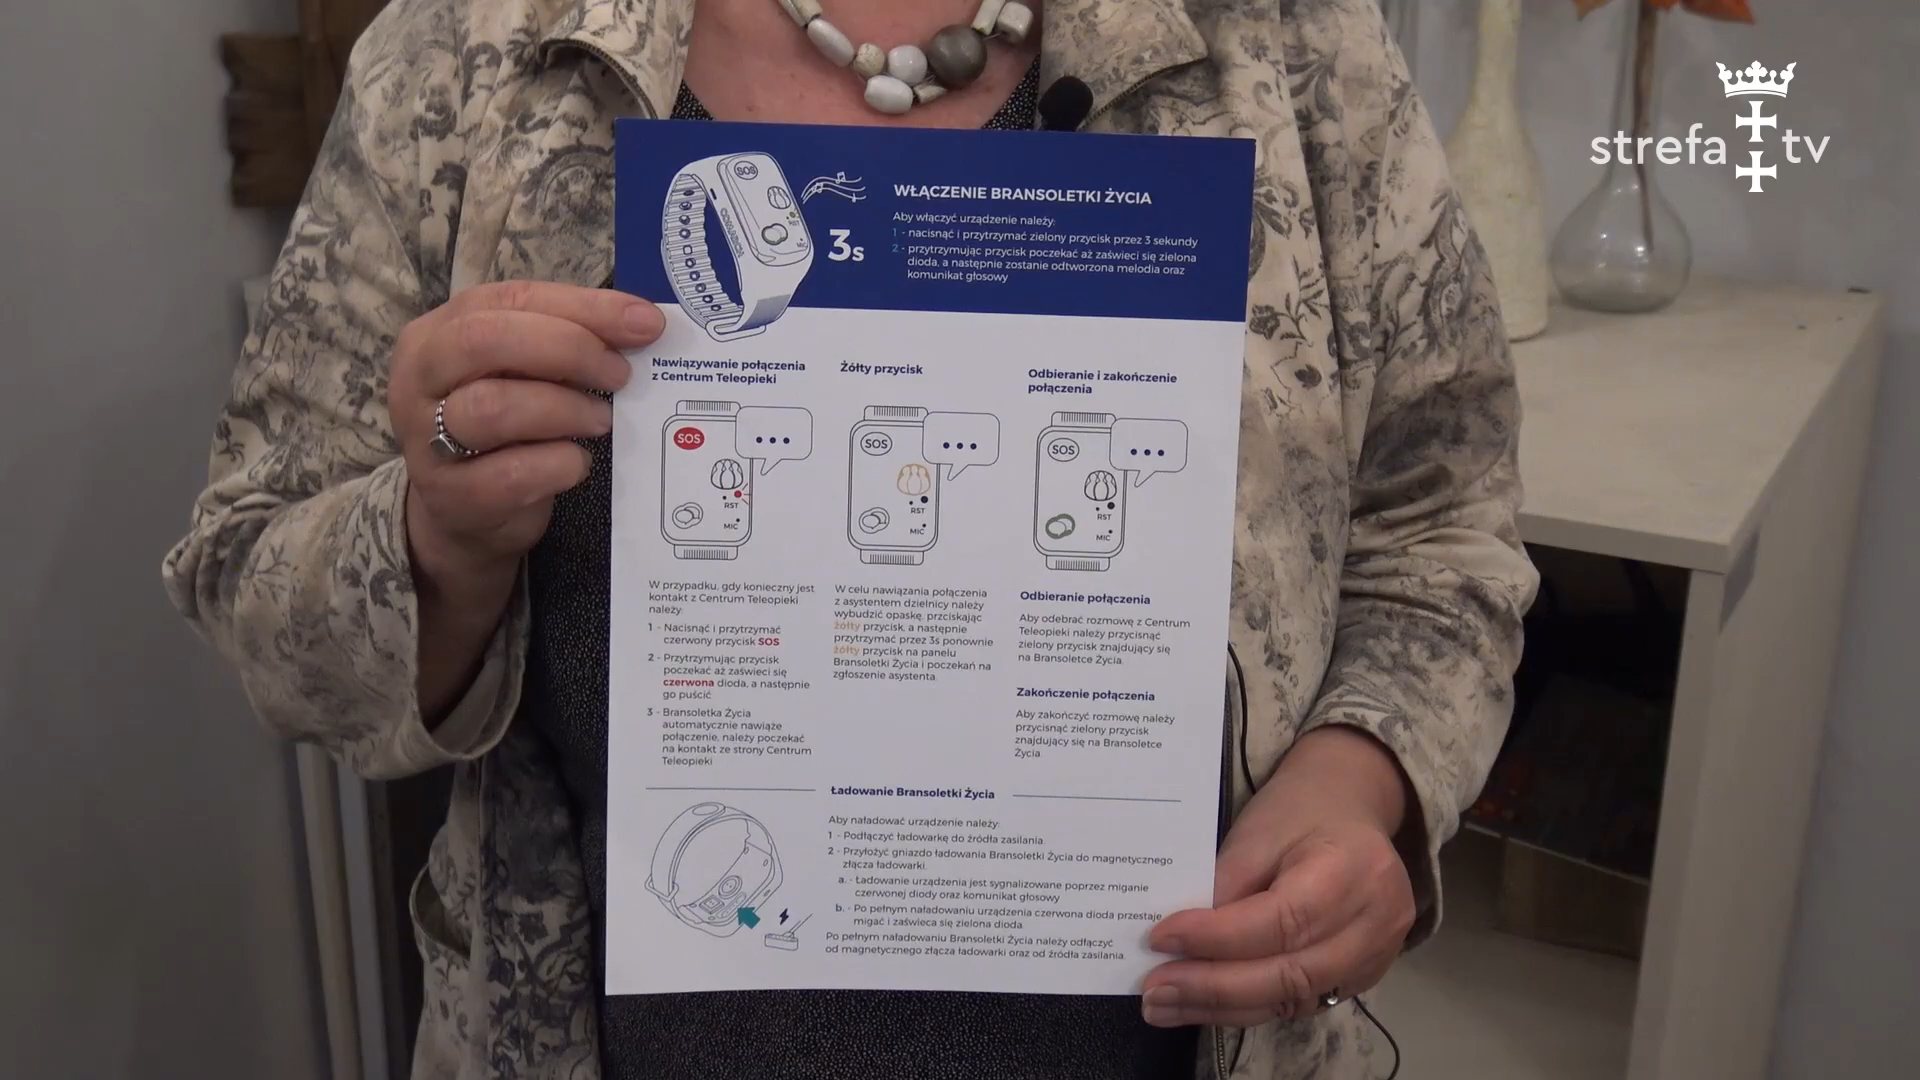 strefa tv
SOS
RST
MIC
3s
WŁĄCZENIE BRANSOLETKI ŻYCIA
Aby włączyć urządzenie należy:
1 - nacisnąć i przytrzymać zielony przycisk przez 3 sekundy
2 - przytrzymując przycisk poczekać aż zaświeci się zielona
dioda, a następnie zostanie odtworzona melodia oraz
komunikat głosowy
Nawiązywanie połączenia
z Centrum Teleopieki
SOS
RST
MIC
W przypadku, gdy konieczny jest
kontakt z Centrum Teleopieki
należy:
1 - Nacisnąć i przytrzymać
czerwony przycisk SOS
2 - Przytrzymując przycisk
poczekać aż zaświeci się
czerwona dioda, a następnie
go puścić
3 - Bransoletka Życia
automatycznie nawiąże
połączenie, należy poczekać
na kontakt ze strony Centrum
Teleopieki
Żółty przycisk
SOS
RST
MIC
W celu nawiązania połączenia
z asystentem dzielnicy należy
wybudzić opaskę, przciskając
żółty przycisk, a następnie
przytrzymać przez 3s ponownie
żółty przycisk na panelu
Bransoletki Życia i poczekań na
zgłoszenie asystenta.
Odbieranie i zakończenie
połączenia
SOS
RST
MIC
Odbieranie połączenia
Aby odebrać rozmowę z Centrum
Teleopieki należy przycisnąć
zielony przycisk znajdujący się
na Bransoletce Życia.
Zakończenie połączenia
Aby zakończyć rozmowę należy
przycisnąć zielony przycisk
znajdujący się na Bransoletce
Życia.
Ładowanie Bransoletki Życia
Aby naładować urządzenie należy:
1 - Podłączyć ładowarkę do źródła zasilania.
2 - Przyłożyć gniazdo ładowania Bransoletki Życia do magnetycznego
złącza ładowarki.
a. - Ładowanie urządzenia jest sygnalizowane poprzez miganie
czerwonej diody oraz komunikat głosowy
b. - Po pełnym naładowaniu urządzenia czerwona dioda przestaje
migać i zaświeca się zielona dioda
Po pełnym naładowaniu Bransoletki Życia należy odłączyć
od magnetycznego złącza ładowarki oraz od źródła zasilania.